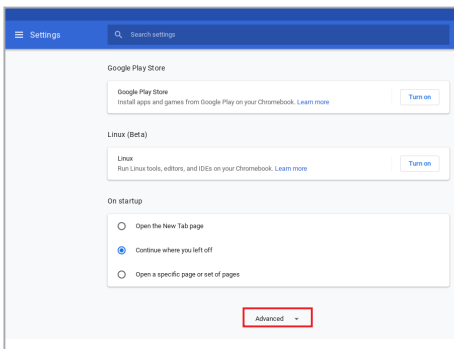 Settings
Search settings
Google Play Store
Google Play Store
Install apps and games from Google Play on your Chromebook. Learn more
Turn on
Linux (Beta)
Linux
Run Linux tools, editors, and IDEs on your Chromebook. Learn more
Turn on
On startup
Open the New Tab page
Continue where you left off
Open a specific page or set of pages
Advanced